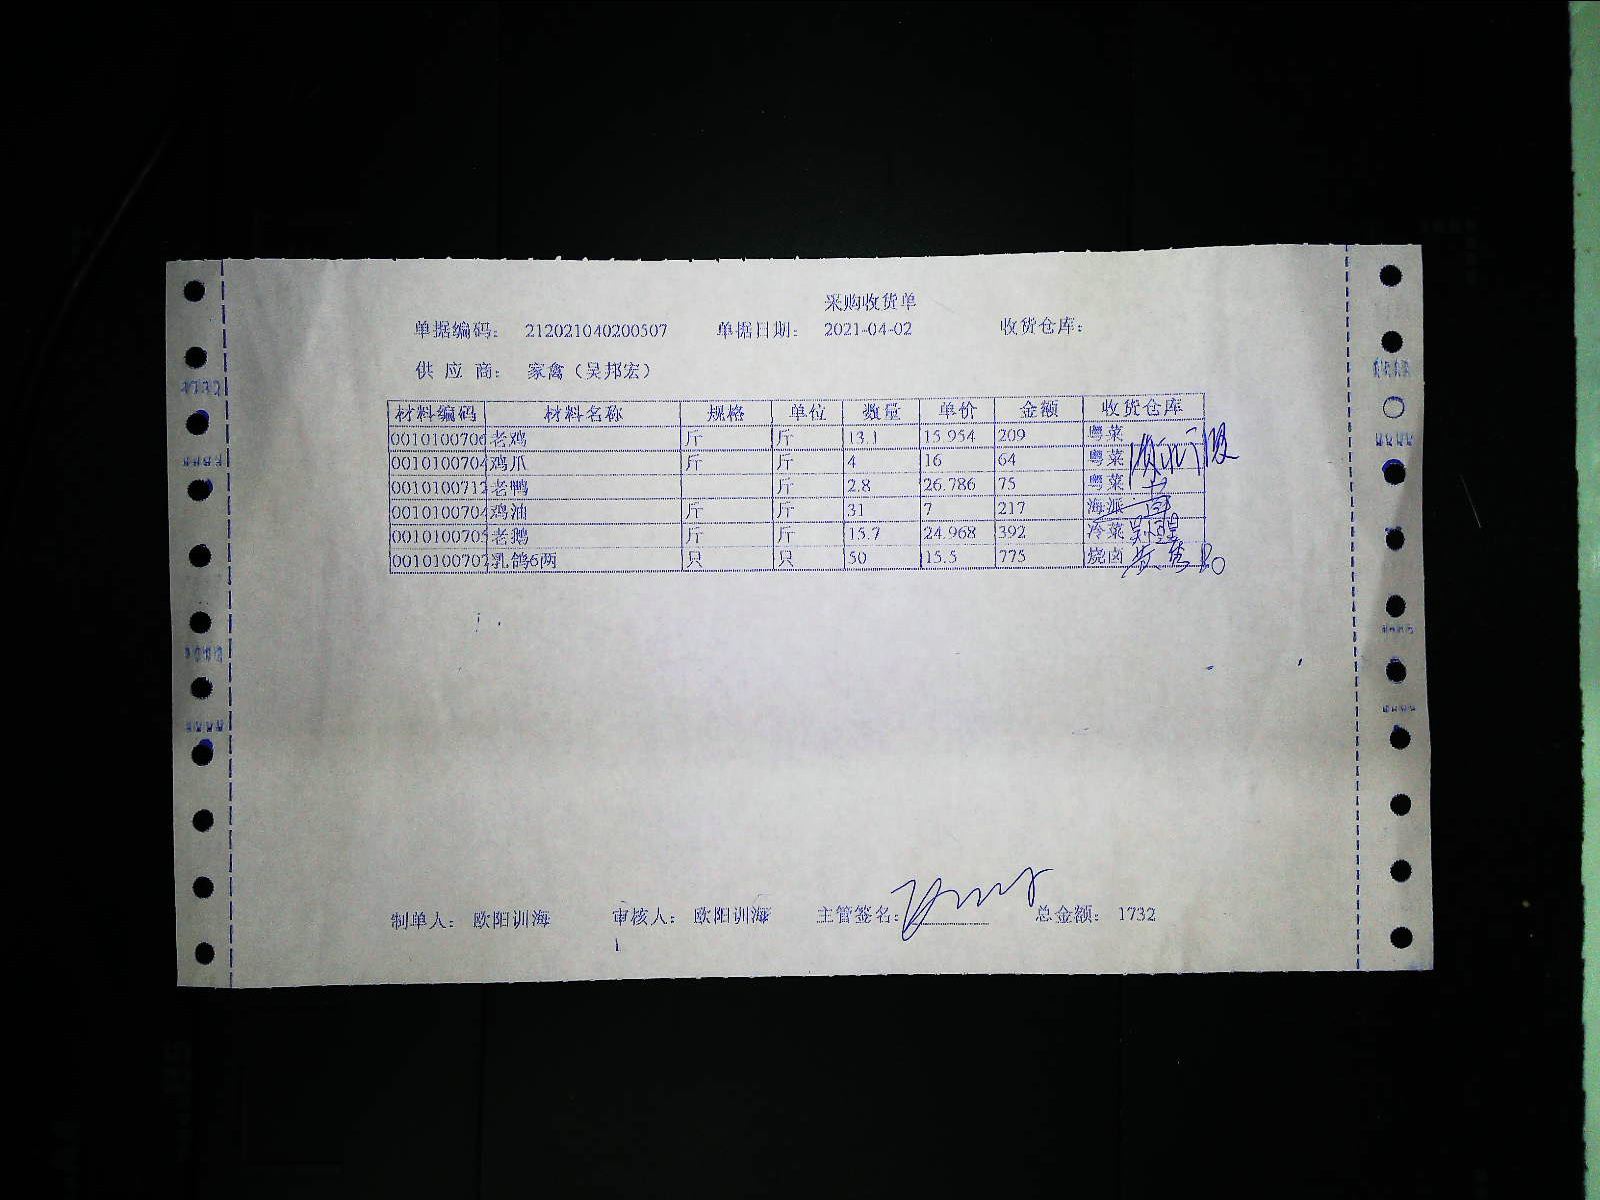 采购收货单
单据编码： 212021040200507 单据日期： 2021-04-02 收货仓库：
供 应 商： 家禽（吴邦宏）
材料编码 材料名称 规格 单位 数量 单价 金额 收货仓库
0010100706 老鸡 斤 斤 13.1 15.954 209 粤菜
0010100704 鸡爪 斤 斤 4 16 64 粤菜
0010100712 老鸭 斤 2.8 26.786 75 粤菜
0010100704 鸡油 斤 斤 31 7 217 海派
0010100705 老鹅 斤 斤 15.7 24.968 392 冷菜
0010100707 乳鸽6两 只 只 50 15.5 775 烧卤
制单人： 欧阳训海 审核人： 欧阳训海 主管签名： 总金额： 1732